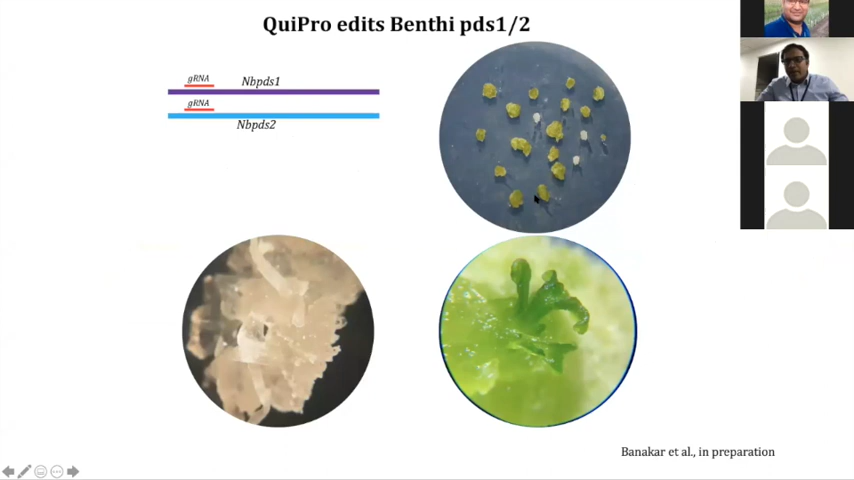 QuiPro edits Benthi pds1/2
gRNA
Nbpds1
gRNA
Nbpds2
Banakar et al., in preparation